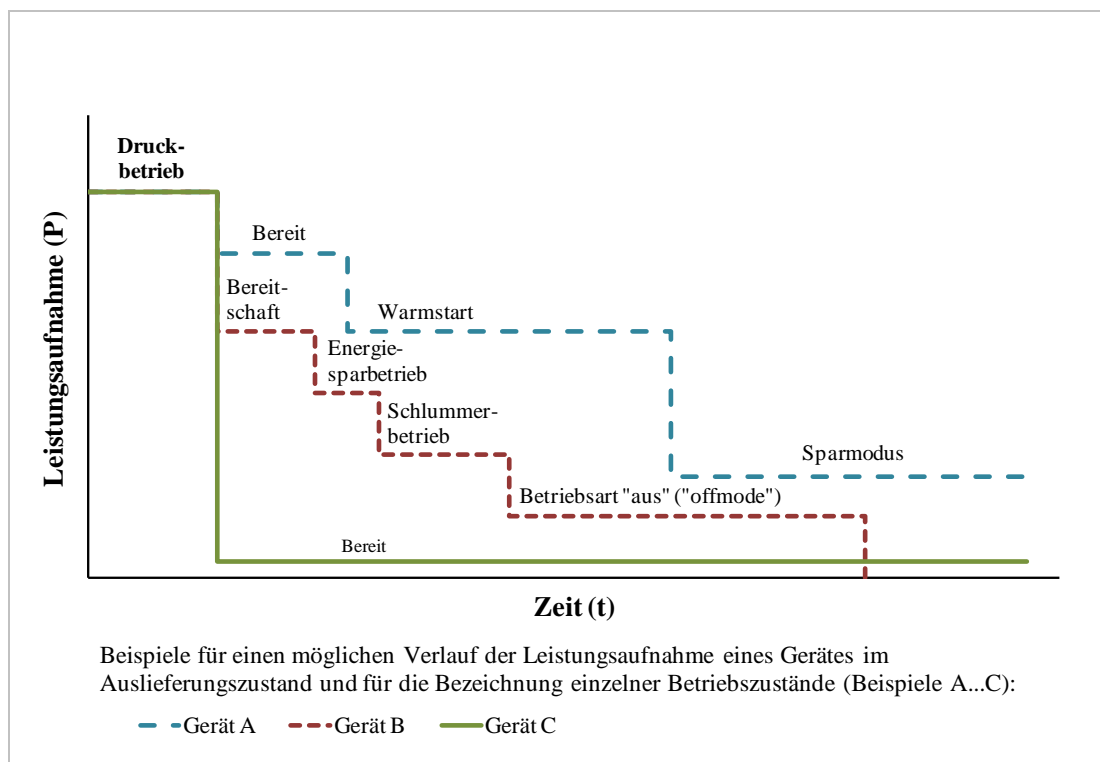 Druck-
betrieb
Bereit
Bereit-
schaft
Warmstart
Energie-
sparbetrieb
Schlummer-
betrieb
Sparmodus
Betriebsart "aus" ("offmode")
Bereit
Leistungsaufnahme (P)
Zeit (t)
Beispiele für einen möglichen Verlauf der Leistungsaufnahme eines Gerätes im
Auslieferungszustand und für die Bezeichnung einzelner Betriebszustände (Beispiele A...C):
Gerät A Gerät B Gerät C